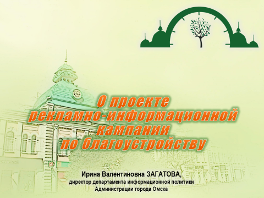 О проекте
рекламно-информационной
кампании
по благоустройству
Ирина Валентиновна ЗАГАТОВА,
директор департамента информационной политики
Администрации города Омска